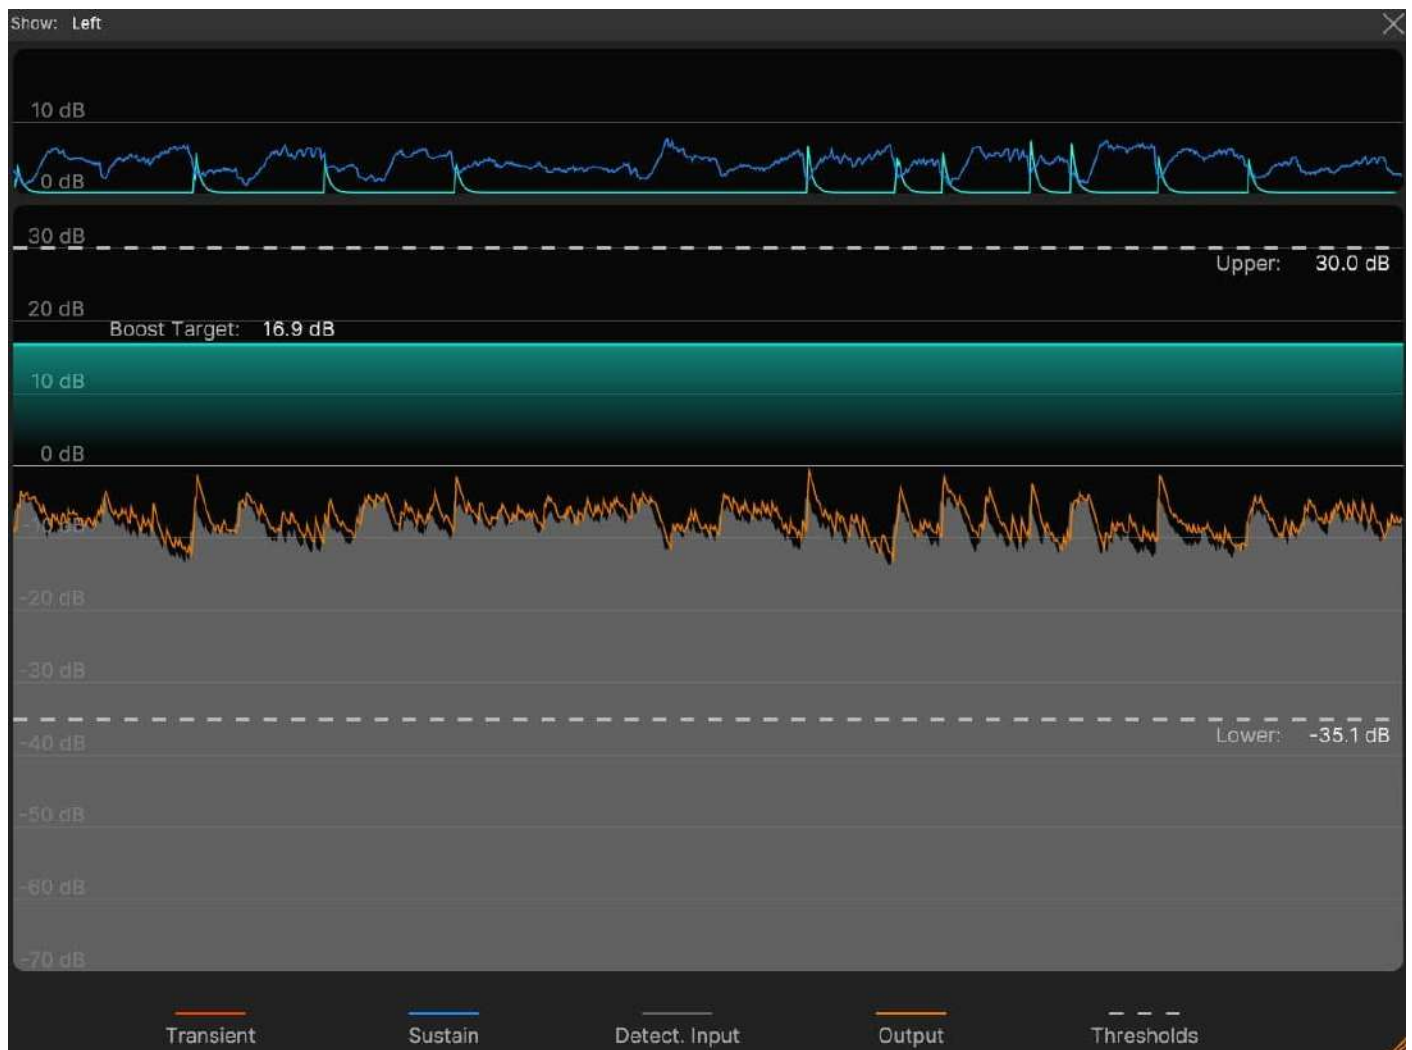 Show: Left
10 dB
0 dB
30 dB
Upper: 30.0 dB
20 dB
Boost Target: 16.9 dB
10 dB
0 dB
-10 dB
-20 dB
-30 dB
Lower: -35.1 dB
-40 dB
-50 dB
-60 dB
-70 dB
Transient Sustain Detect. Input Output Thresholds